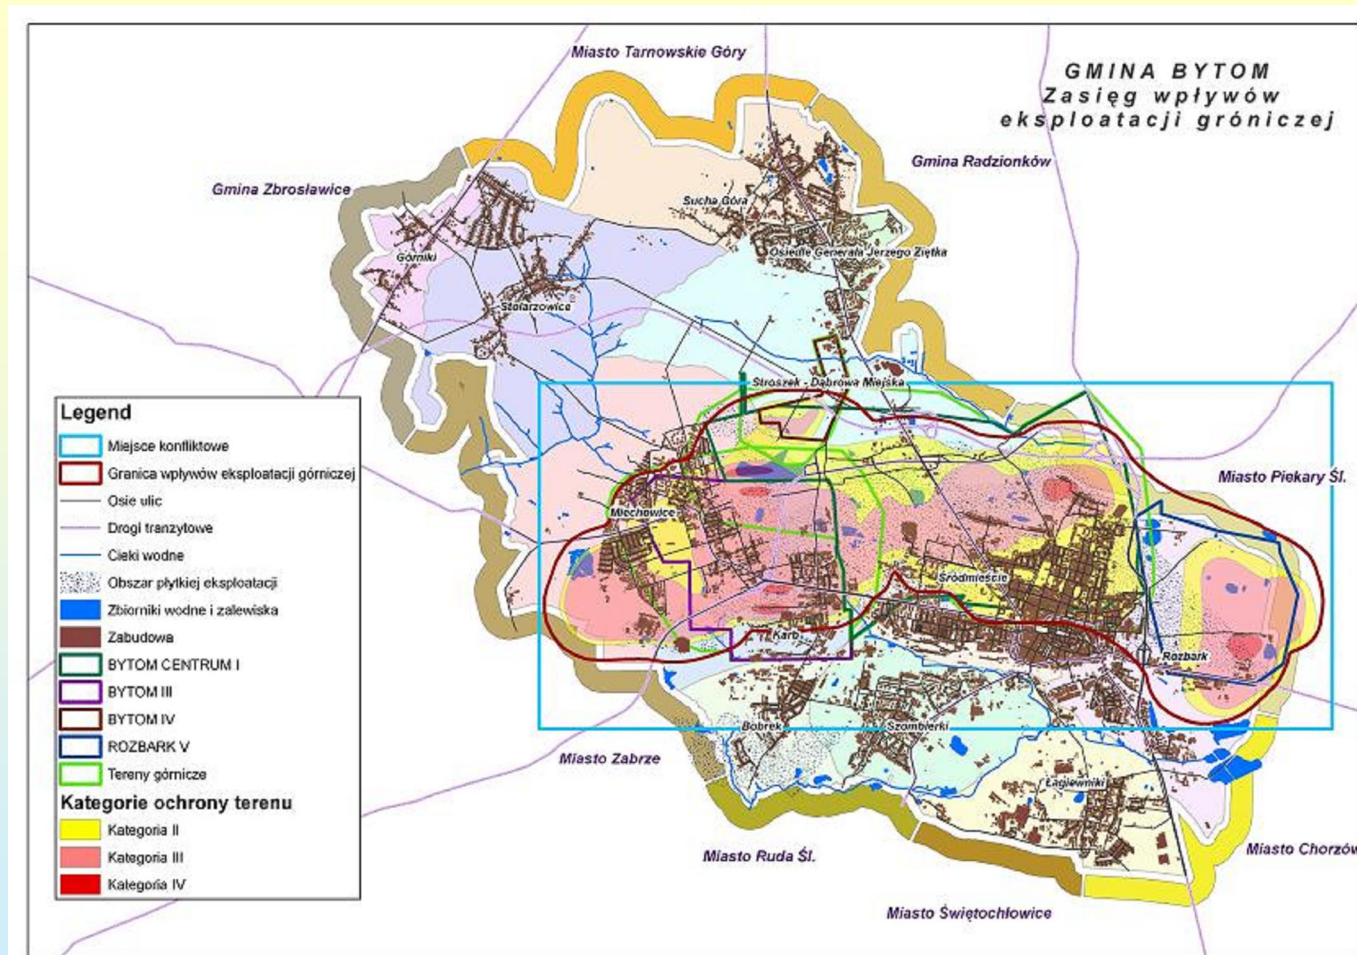 GMINA BYTOM
Zasięg wpływów
eksploatacji gróniczej
Miasto Tarnowskie Góry
Gmina Radzionków
Gmina Zbrosławice
Sucha Góra
Osiedle Generała Jerzego Ziętka
Górniki
Stolarzowice
Stroszek - Dąbrowa Miejska
Miasto Piekary Śl.
Miechowice
Śródmieście
Karb
Rozbark
Bobrek
Szombierki
Miasto Zabrze
Łagiewniki
Miasto Ruda Śl.
Miasto Chorzów
Miasto Świętochłowice
Legend
Miejsce konfliktowe
Granica wpływów eksploatacji górniczej
Osie ulic
Drogi tranzytowe
Cieki wodne
Obszar płytkiej eksploatacji
Zbiorniki wodne i zalewiska
Zabudowa
BYTOM CENTRUM I
BYTOM III
BYTOM IV
ROZBARK V
Tereny górnicze
Kategorie ochrony terenu
Kategoria II
Kategoria III
Kategoria IV